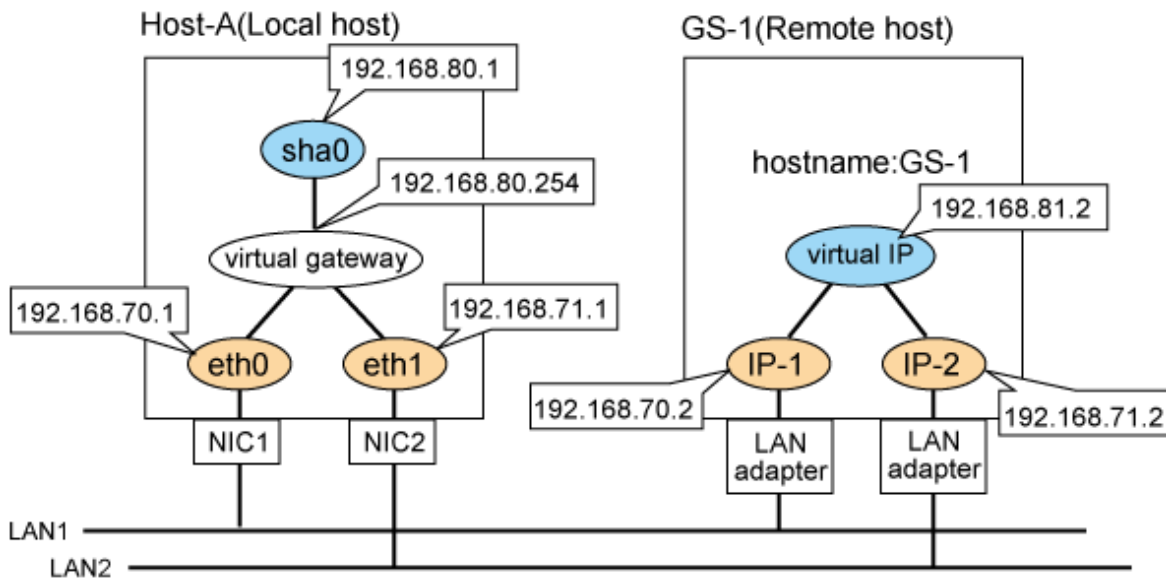 Host-A(Local host)
GS-1(Remote host)
192.168.80.1
sha0
192.168.80.254
hostname:GS-1
192.168.81.2
virtual gateway
virtual IP
192.168.70.1
192.168.71.1
eth0
eth1
IP-1
IP-2
192.168.70.2
192.168.71.2
NIC1
NIC2
LAN
adapter
LAN
adapter
LAN1
LAN2